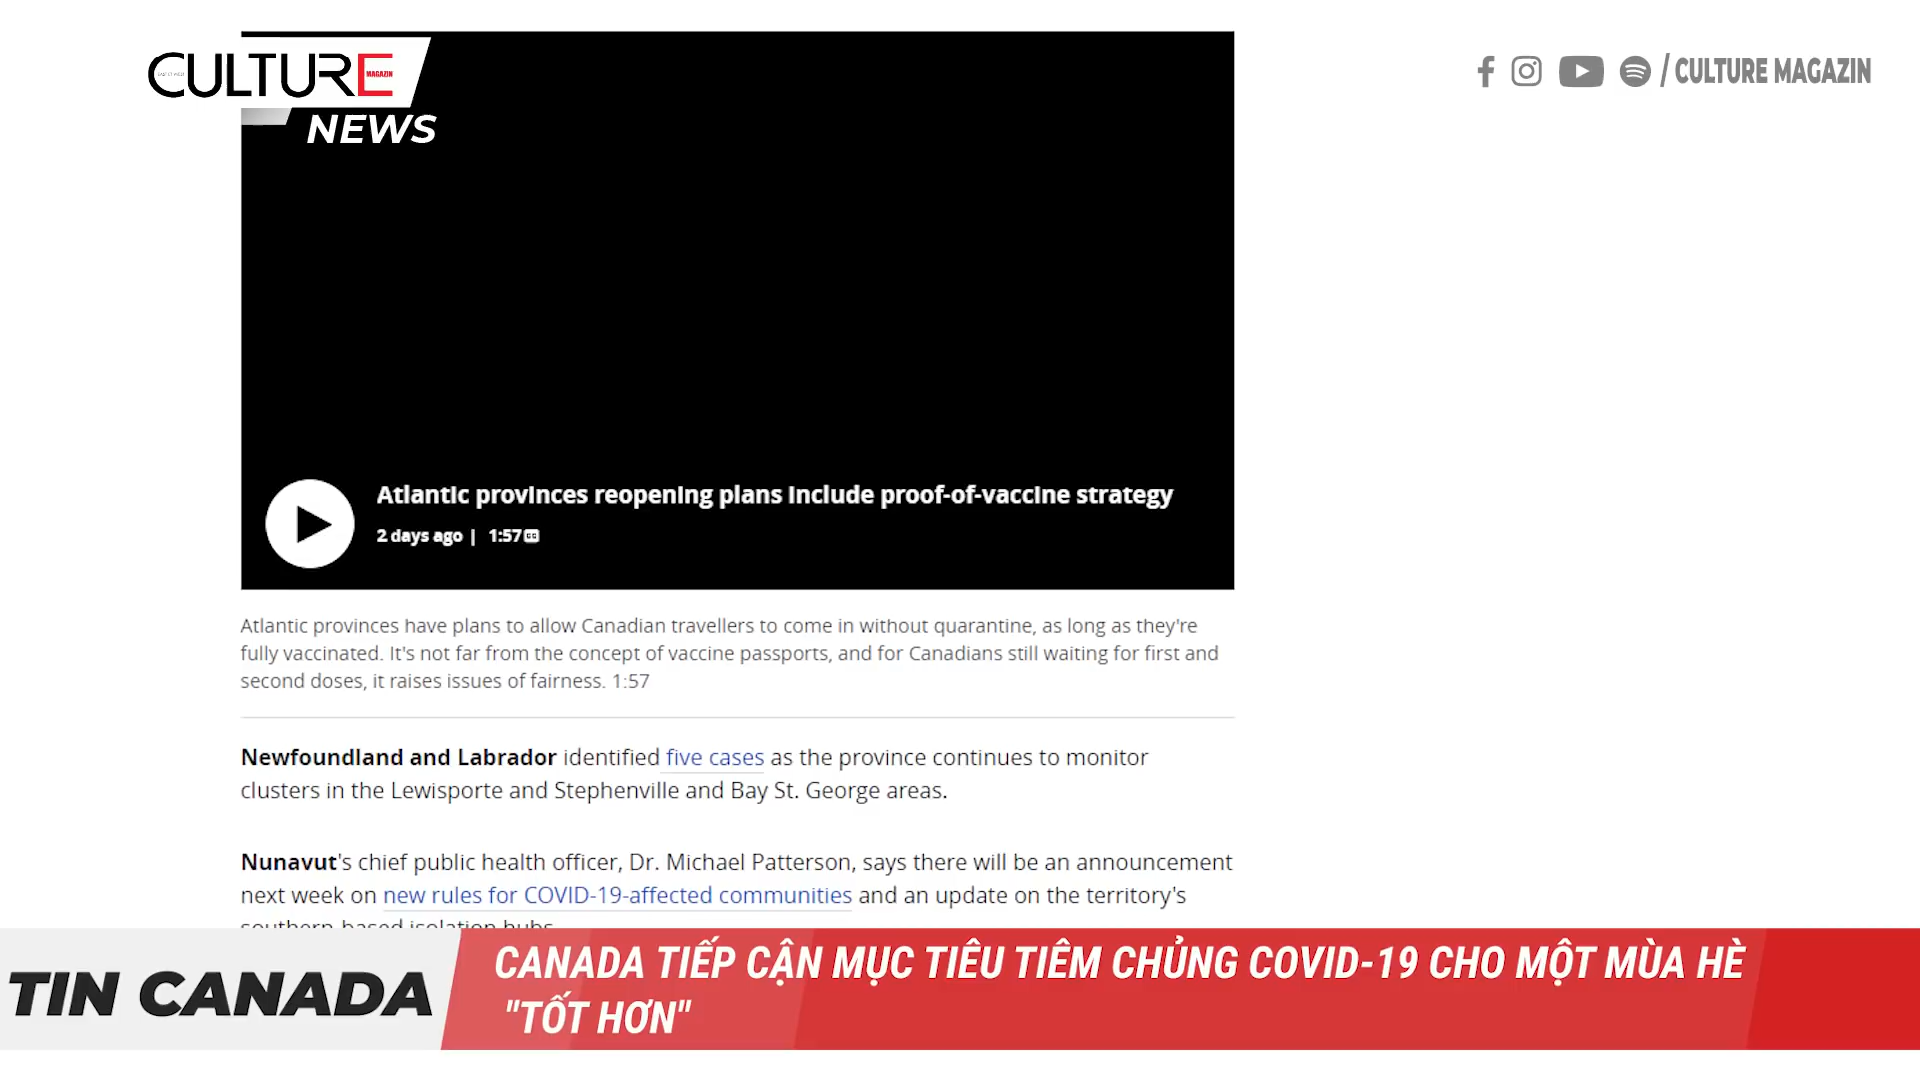 CULTURE
MAGAZIN
NEWS
/ CULTURE MAGAZIN
Atlantic provinces reopening plans include proof-of-vaccine strategy
2 days ago | 1:57 CC
Atlantic provinces have plans to allow Canadian travellers to come in without quarantine, as long as they're
fully vaccinated. It's not far from the concept of vaccine passports, and for Canadians still waiting for first and
second doses, it raises issues of fairness. 1:57
Newfoundland and Labrador identified five cases as the province continues to monitor
clusters in the Lewisporte and Stephenville and Bay St. George areas.
Nunavut's chief public health officer, Dr. Michael Patterson, says there will be an announcement
next week on new rules for COVID-19-affected communities and an update on the territory's
southern-based isolation hubs.
TIN CANADA
CANADA TIẾP CẬN MỤC TIÊU TIÊM CHỦNG COVID-19 CHO MỘT MÙA HÈ
"TỐT HƠN"